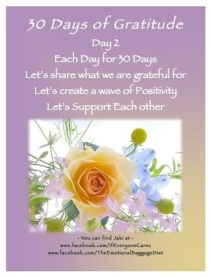 30 Days of Gratitude
Day 2
Each Day for 30 Days
Let's share what we are grateful for
Let's create a wave of Positivity
Let's Support Each other
~ You can find Jaki at ~
www.facebook.com/IfEveryoneCares
www.facebook.com/TheEmotionalBaggageDiet